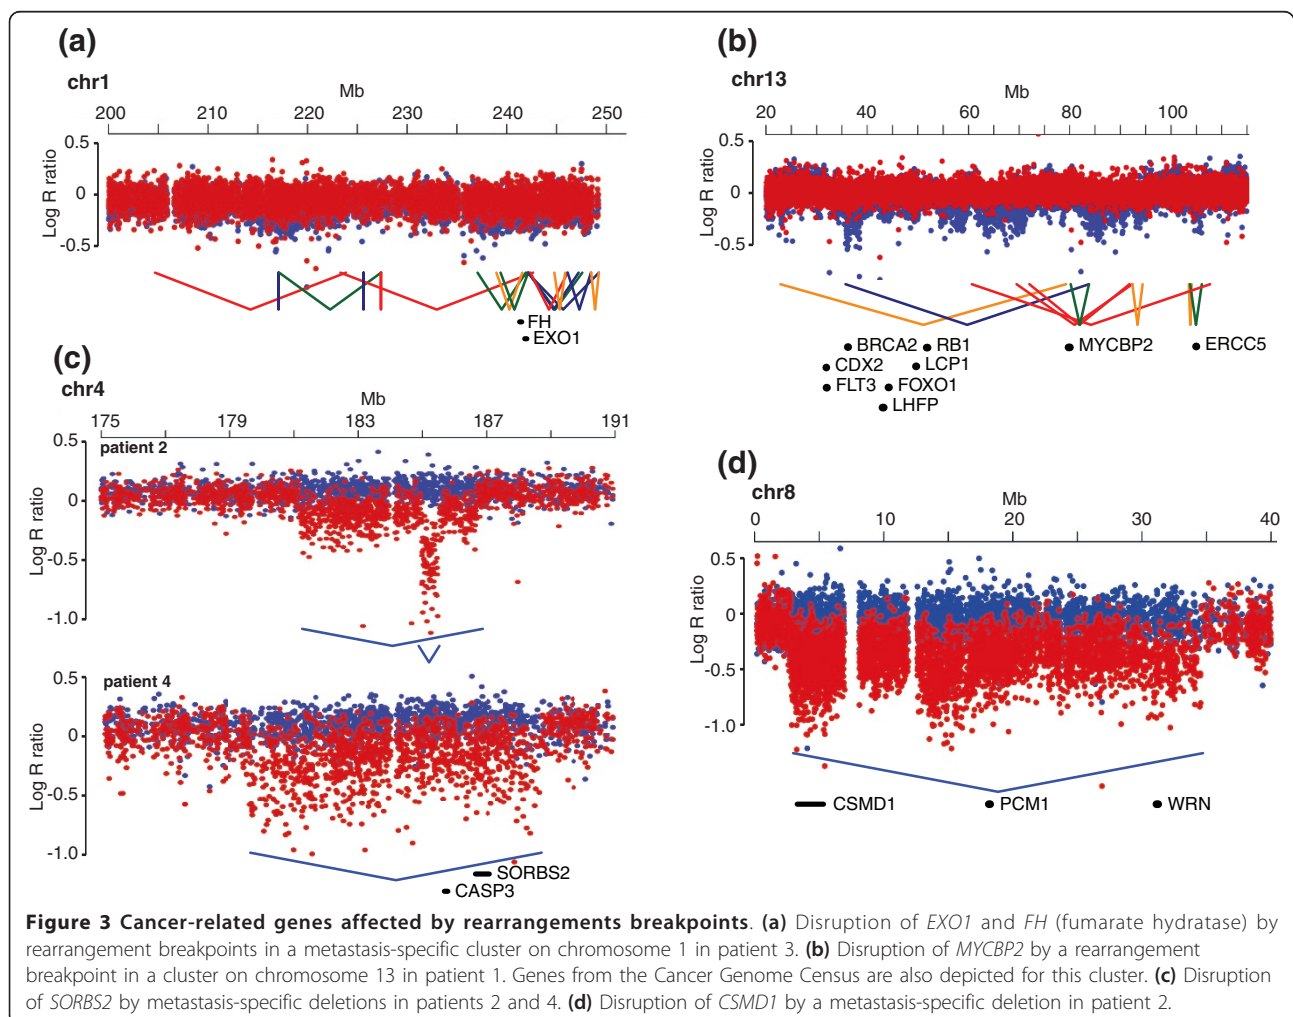 (a)
chr1
Mb
200 210 220 230 240 250
0.5
0
-0.5
Log R ratio
FH
EXO1
(b)
chr13
Mb
20 40 60 80 100
0.5
0
-0.5
Log R ratio
BRCA2 RB1 MYCBP2 ERCC5
CDX2 LCP1
FLT3 FOXO1
LHFP
(c)
chr4
Mb
175 179 183 187 191
patient 2
0.5
0
-0.5
-1.0
Log R ratio
patient 4
0.5
0
-0.5
-1.0
Log R ratio
SORBS2
CASP3
(d)
chr8
Mb
0 10 20 30 40
0.5
0
-0.5
-1.0
Log R ratio
CSMD1 PCM1 WRN
Figure 3 Cancer-related genes affected by rearrangements breakpoints. (a) Disruption of EXO1 and FH (fumarate hydratase) by
rearrangement breakpoints in a metastasis-specific cluster on chromosome 1 in patient 3. (b) Disruption of MYCBP2 by a rearrangement
breakpoint in a cluster on chromosome 13 in patient 1. Genes from the Cancer Genome Census are also depicted for this cluster. (c) Disruption
of SORBS2 by metastasis-specific deletions in patients 2 and 4. (d) Disruption of CSMD1 by a metastasis-specific deletion in patient 2.